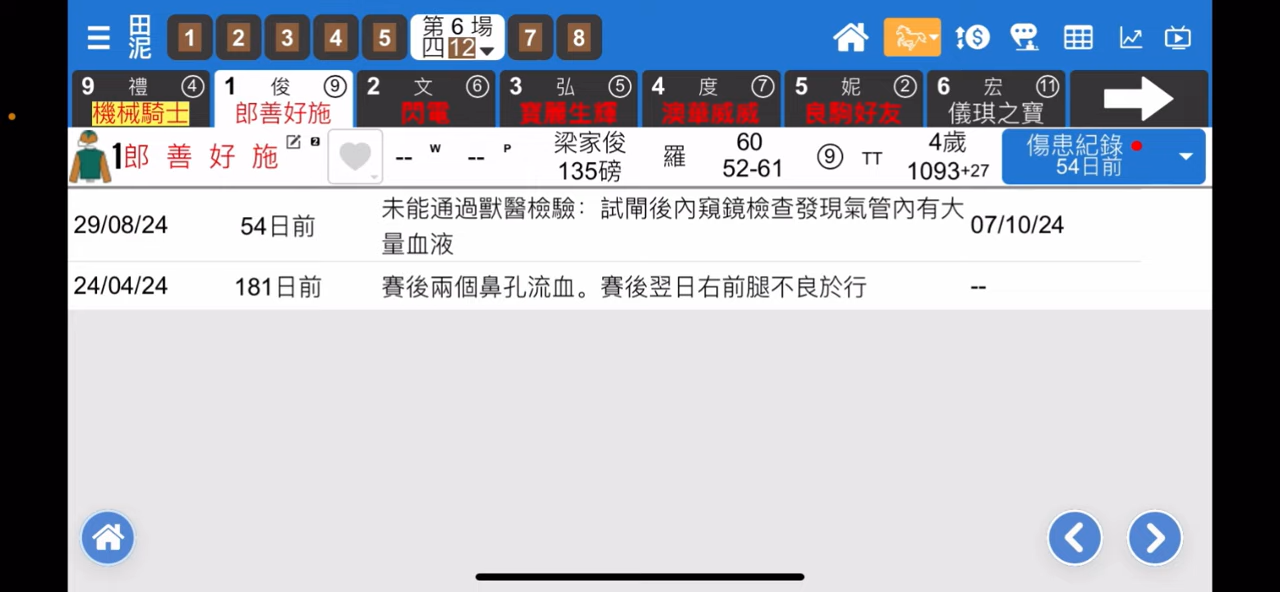 田泥
1 2 3 4 5 第 6 場 四12 7 8
9 禮 ④
機械騎士
1 俊 ⑨
郎善好施
2 文 ⑥
閃電
3 弘 ⑤
寶麗生輝
4 度 ⑦
澳華威威
5 妮 ②
良駒好友
6 宏 ⑪
儀琪之寶
1郎善好施 2
-- W -- P
梁家俊
135磅
羅
60
52-61
⑨ TT
4歲
1093+27
傷患紀錄
54日前
29/08/24 54日前 未能通過獸醫檢驗：試閘後內窺鏡檢查發現氣管內有大
量血液 07/10/24
24/04/24 181日前 賽後兩個鼻孔流血。賽後翌日右前腿不良於行 --